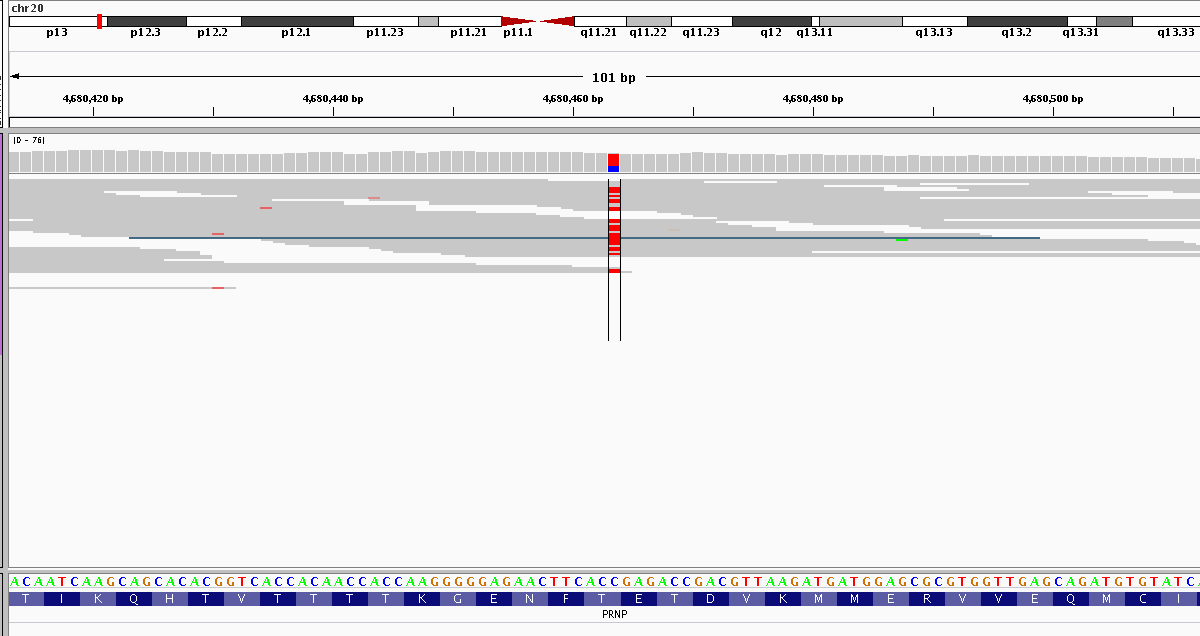 chr20
p13 p12.3 p12.2 p12.1 p11.23 p11.21 p11.1 q11.21 q11.22 q11.23 q12 q13.11 q13.13 q13.2 q13.31 q13.33
101 bp
4,680,420 bp 4,680,440 bp 4,680,460 bp 4,680,480 bp 4,680,500 bp
[0 - 76]
ACAATCAAGCAGCACACGGTCACCACAACCACCAAGGGGGAGAACTTCACCGAGACCGACGTTAAGATGATGGAGCGCGTGGTTGAGCAGATGTGTATC
T I K Q H T V T T T T K G E N F T E T D V K M M E R V V E Q M C I
PRNP